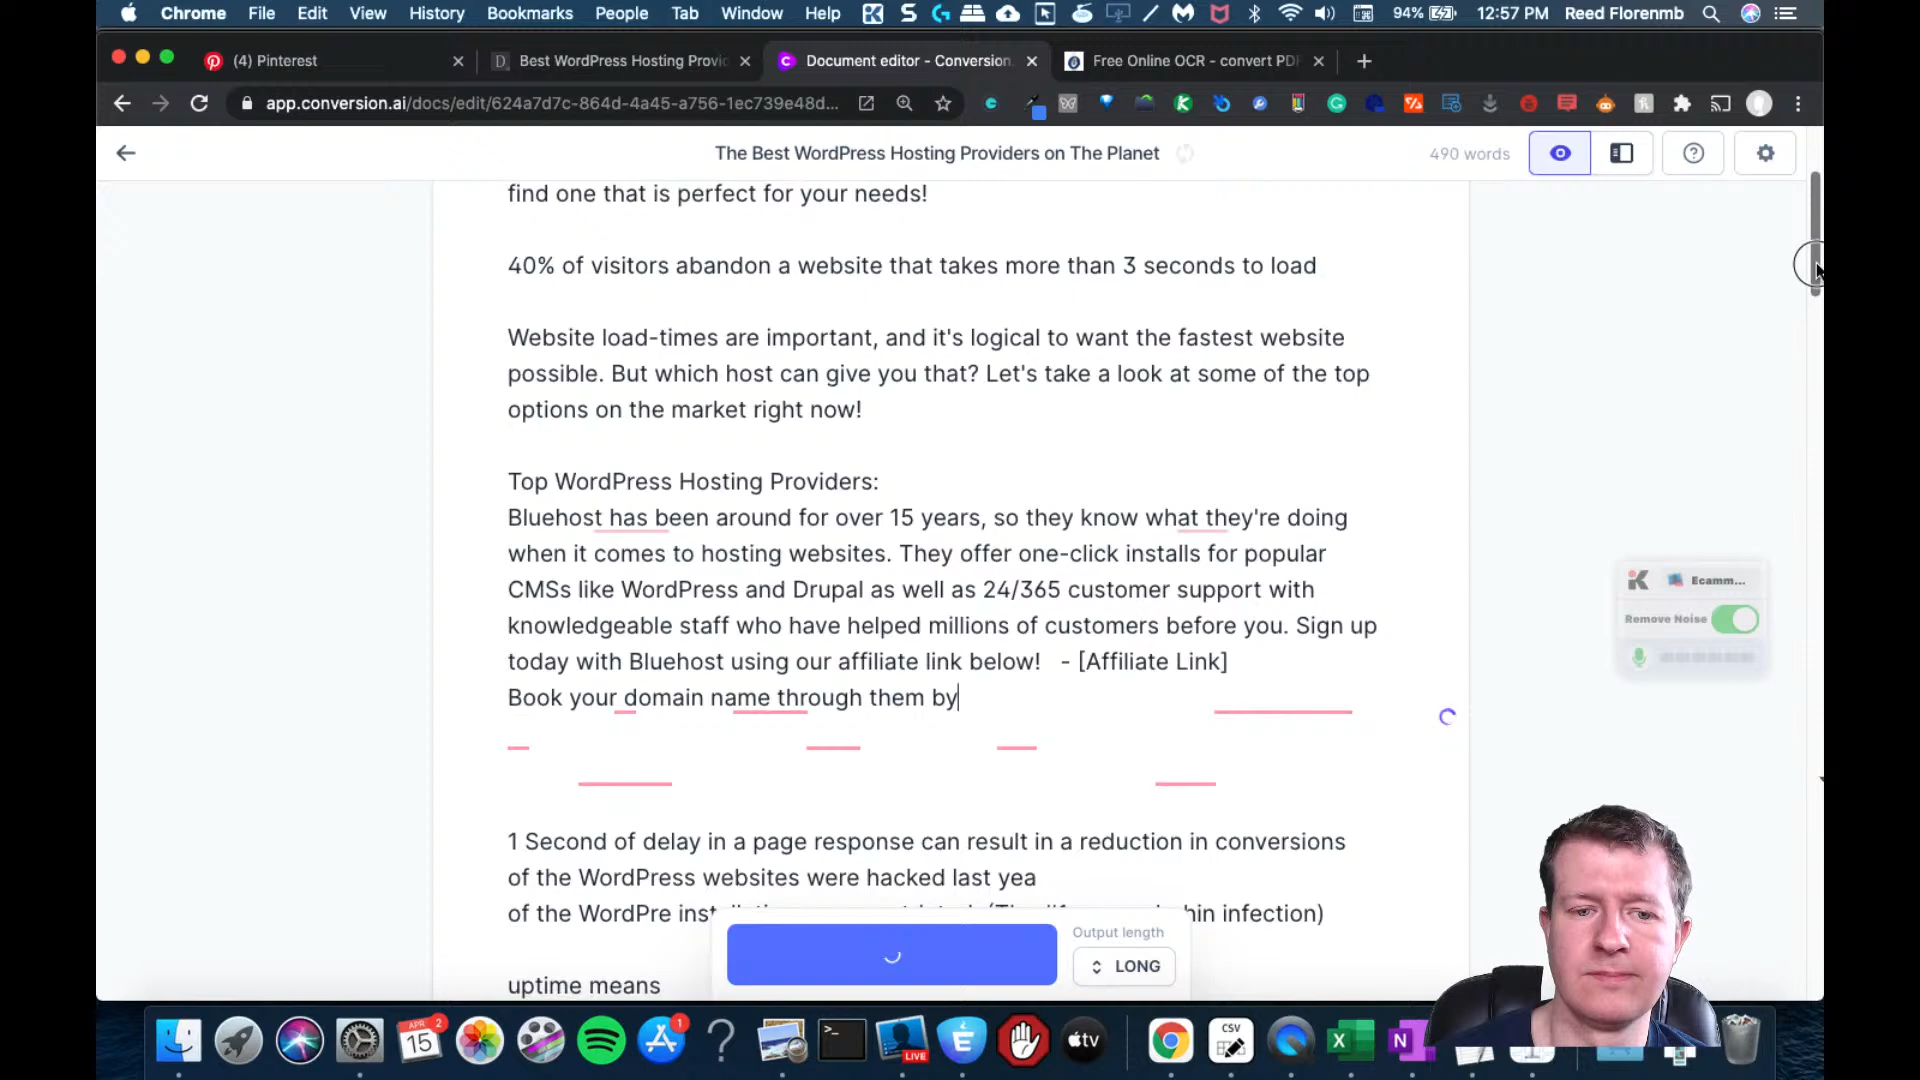 Chrome File Edit View History Bookmarks People Tab Window Help 94% 12:57 PM Reed Florenmb
(4) Pinterest
Best WordPress Hosting Provi
Document editor - Conversion.
Free Online OCR - convert PDF
app.conversion.ai/docs/edit/624a7d7c-864d-4a45-a756-1ec739e48d...
The Best WordPress Hosting Providers on The Planet
490 words
find one that is perfect for your needs!
40% of visitors abandon a website that takes more than 3 seconds to load
Website load-times are important, and it's logical to want the fastest website
possible. But which host can give you that? Let's take a look at some of the top
options on the market right now!
Top WordPress Hosting Providers:
Bluehost has been around for over 15 years, so they know what they're doing
when it comes to hosting websites. They offer one-click installs for popular
CMSs like WordPress and Drupal as well as 24/365 customer support with
knowledgeable staff who have helped millions of customers before you. Sign up
today with Bluehost using our affiliate link below! - [Affiliate Link]
Book your domain name through them by
Ecamm...
Remove Noise
1 Second of delay in a page response can result in a reduction in conversions
of the WordPress websites were hacked last yea
of the WordPre inst
hin infection)
Output length
LONG
uptime means
APR 2
15
1
LIVE
tv
CSV
X
N